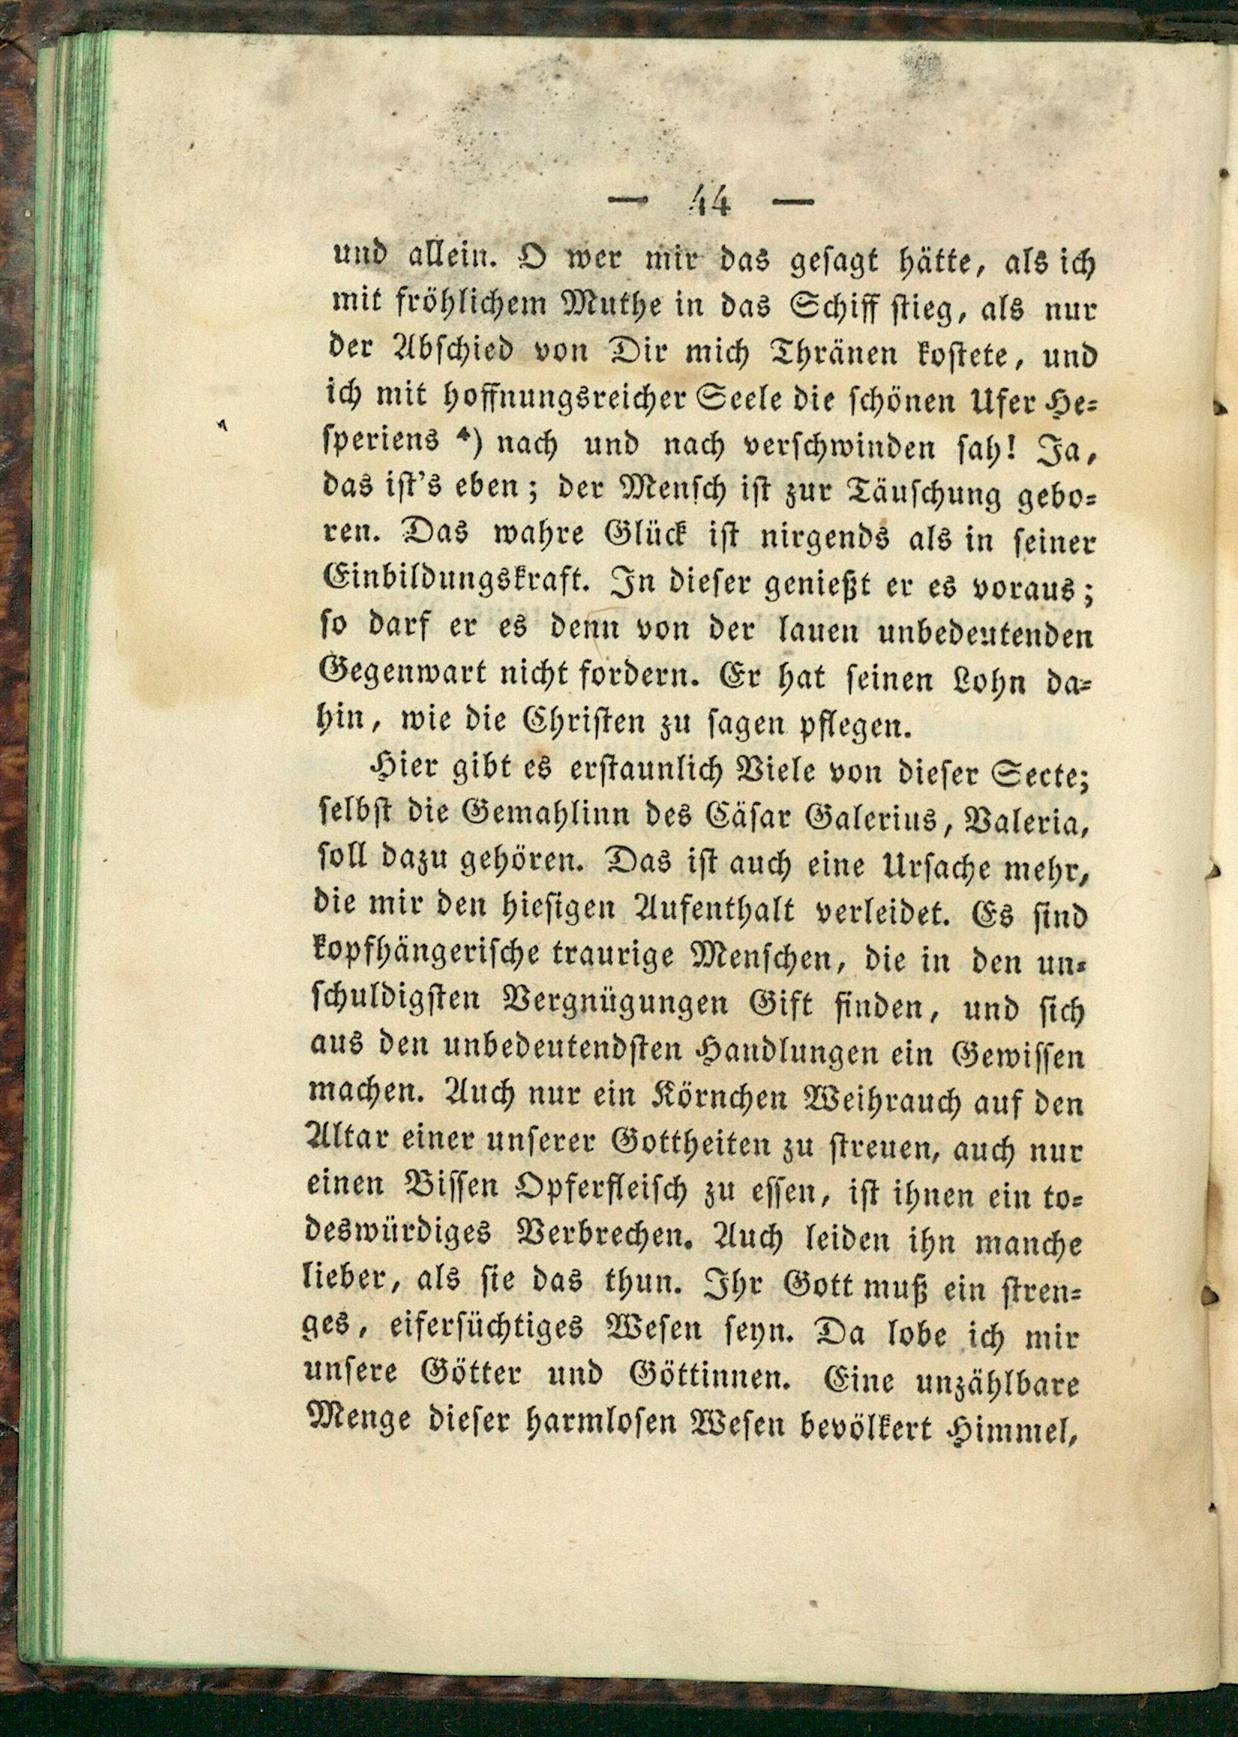 — 44 —
und allein. O wer mir das gesagt hätte, als ich
mit fröhlichem Muthe in das Schiff stieg, als nur
der Abschied von Dir mich Thränen kostete, und
ich mit hoffnungsreicher Seele die schönen Ufer He-
speriens ⁴) nach und nach verschwinden sah! Ja,
das ist's eben; der Mensch ist zur Täuschung gebo-
ren. Das wahre Glück ist nirgends als in seiner
Einbildungskraft. In dieser genießt er es voraus;
so darf er es denn von der lauen unbedeutenden
Gegenwart nicht fordern. Er hat seinen Lohn da-
hin, wie die Christen zu sagen pflegen.
Hier gibt es erstaunlich Viele von dieser Secte;
selbst die Gemahlinn des Cäsar Galerius, Valeria,
soll dazu gehören. Das ist auch eine Ursache mehr,
die mir den hiesigen Aufenthalt verleidet. Es sind
kopfhängerische traurige Menschen, die in den un-
schuldigsten Vergnügungen Gift finden, und sich
aus den unbedeutendsten Handlungen ein Gewissen
machen. Auch nur ein Körnchen Weihrauch auf den
Altar einer unserer Gottheiten zu streuen, auch nur
einen Bissen Opferfleisch zu essen, ist ihnen ein to-
deswürdiges Verbrechen. Auch leiden ihn manche
lieber, als sie das thun. Ihr Gott muß ein stren-
ges, eifersüchtiges Wesen seyn. Da lobe ich mir
unsere Götter und Göttinnen. Eine unzählbare
Menge dieser harmlosen Wesen bevölkert Himmel,